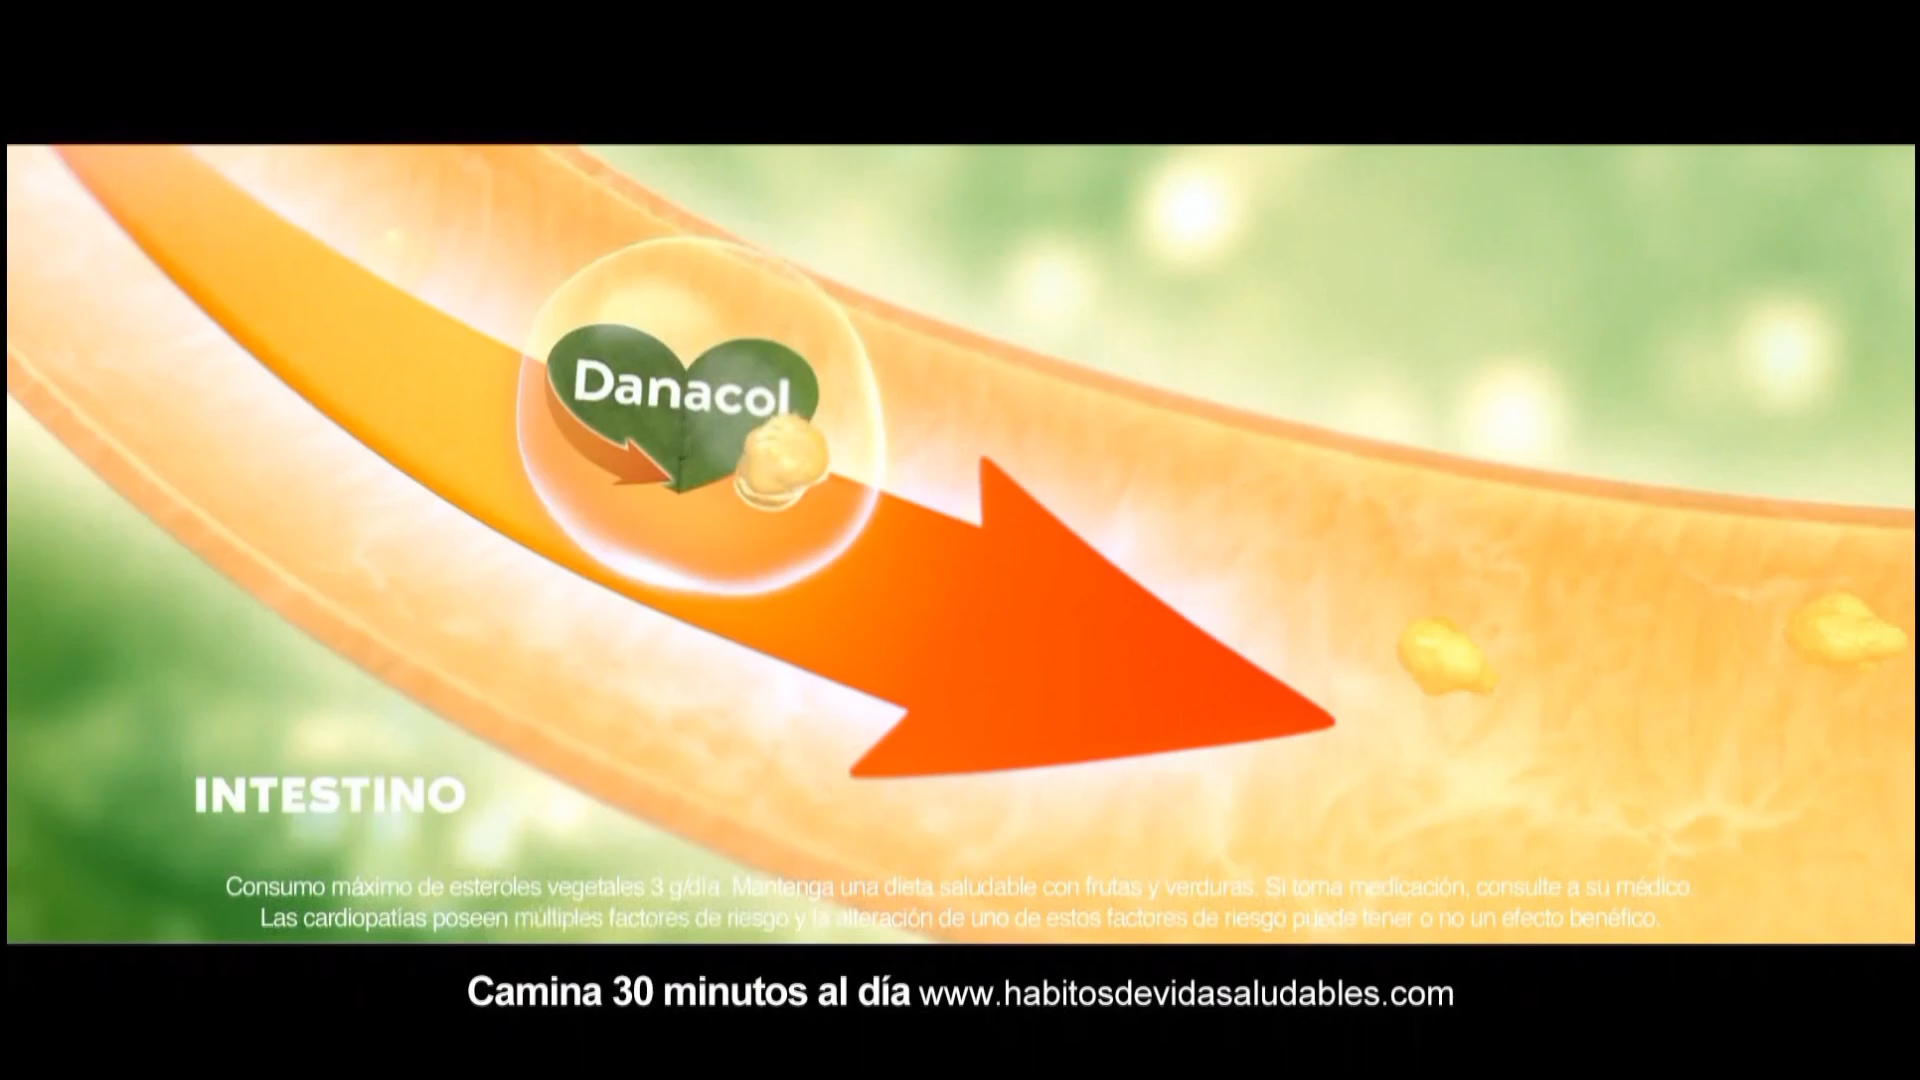 Danacol
INTESTINO
Consumo máximo de esteroles vegetales 3 g/día. Mantenga una dieta saludable con frutas y verduras. Si toma medicación, consulte a su médico.
Las cardiopatías poseen múltiples factores de riesgo y la alteración de uno de estos factores de riesgo puede tener o no un efecto benéfico.
Camina 30 minutos al día www.habitosdevidasaludables.com